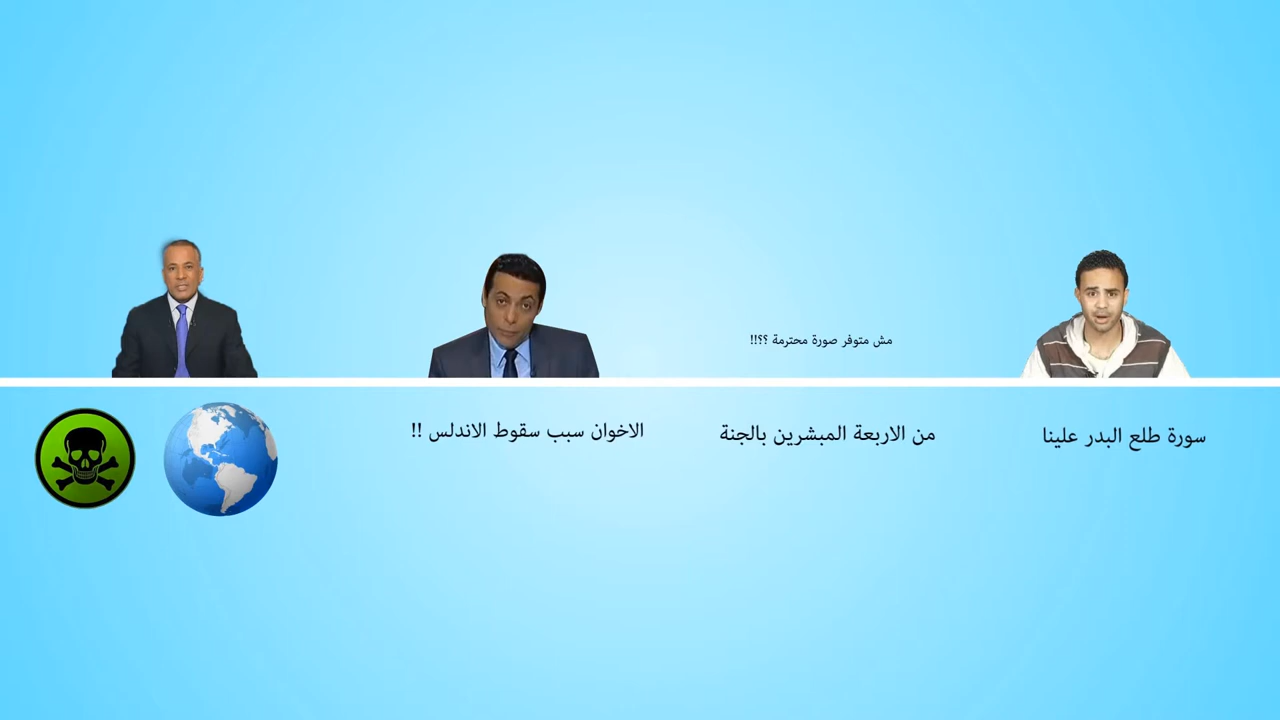 مش متوفر صورة محترمة ؟؟!!
سورة طلع البدر علينا
من الاربعة المبشرين بالجنة
الاخوان سبب سقوط الاندلس !!